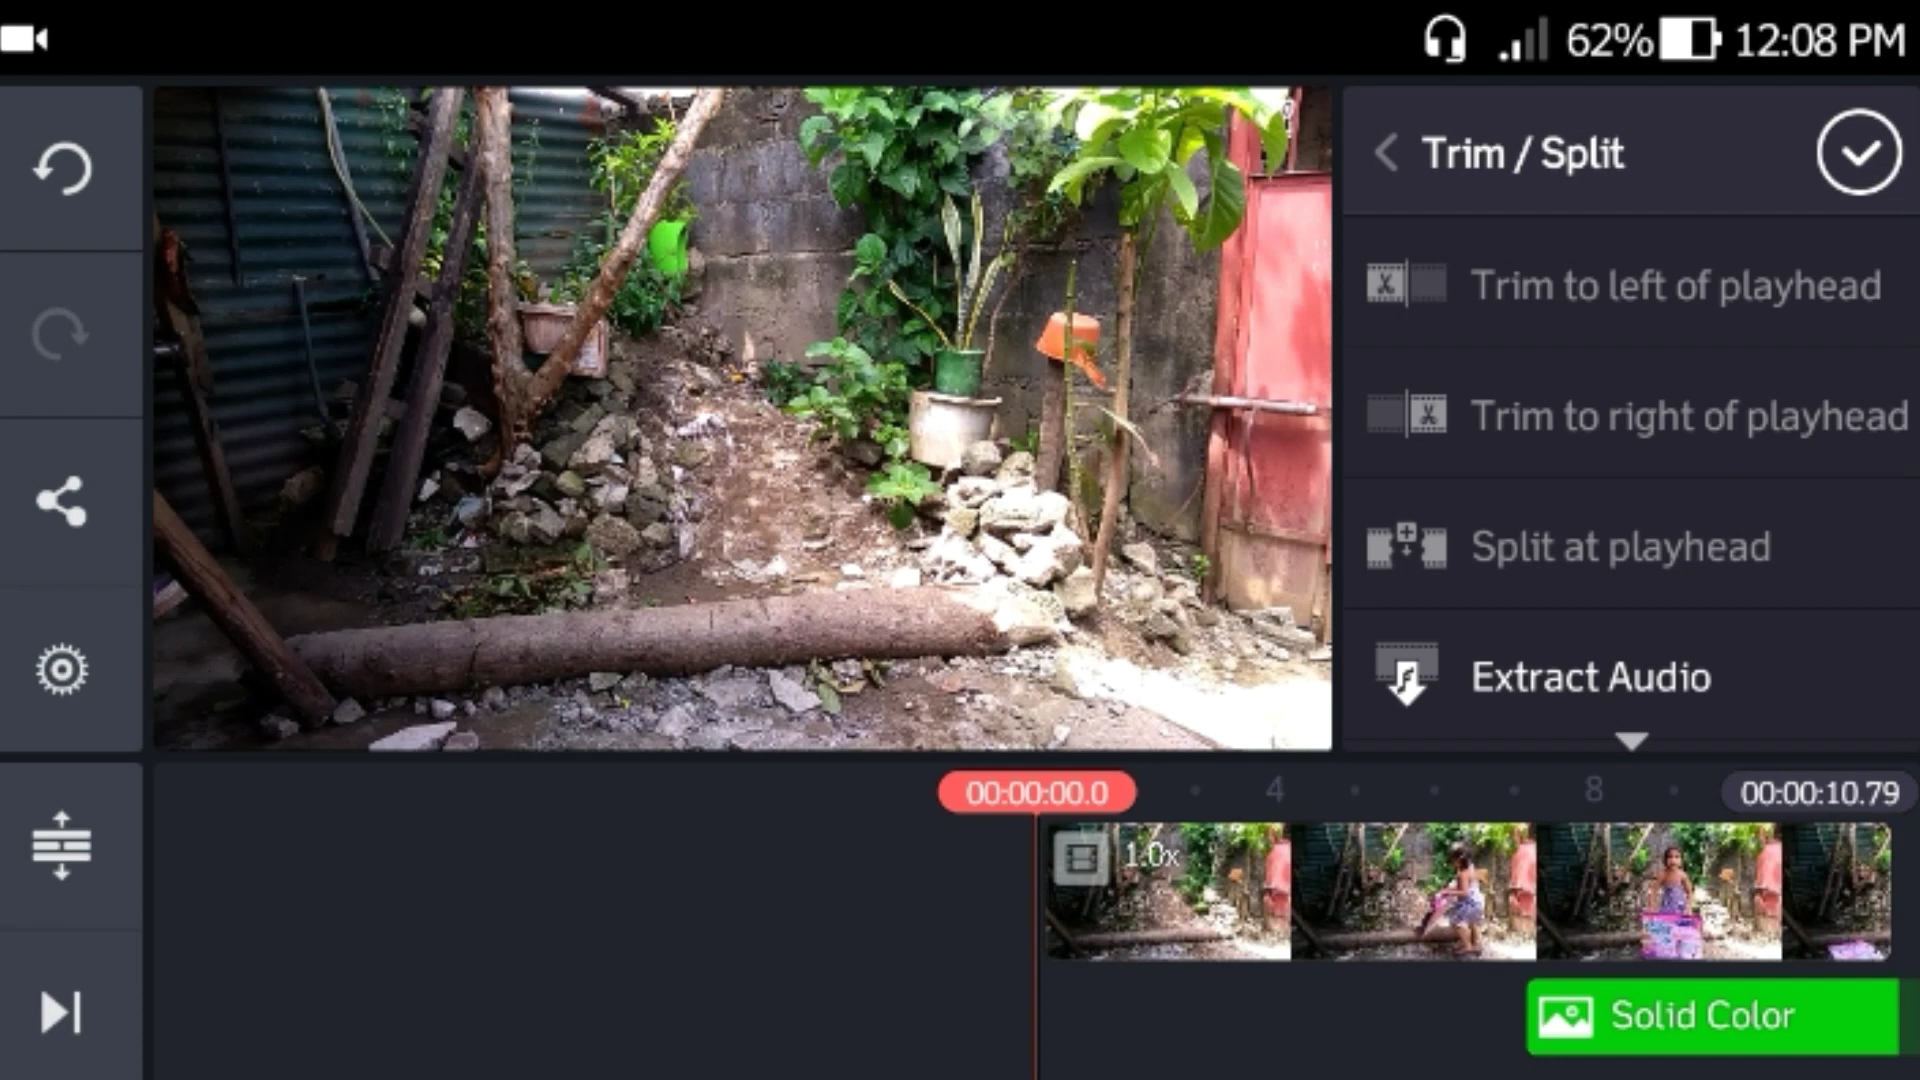 62% 12:08 PM
Trim / Split
Trim to left of playhead
Trim to right of playhead
Split at playhead
Extract Audio
00:00:00.0 4 8 00:00:10.79
1.0x
Solid Color